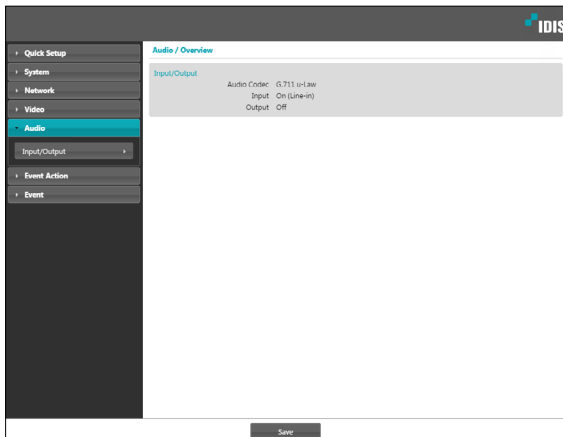 IDIS
Quick Setup
System
Network
Video
Audio
Input/Output
Event Action
Event
Audio / Overview
Input/Output
Audio Codec G.711 u-Law
Input On (Line-in)
Output Off
Save